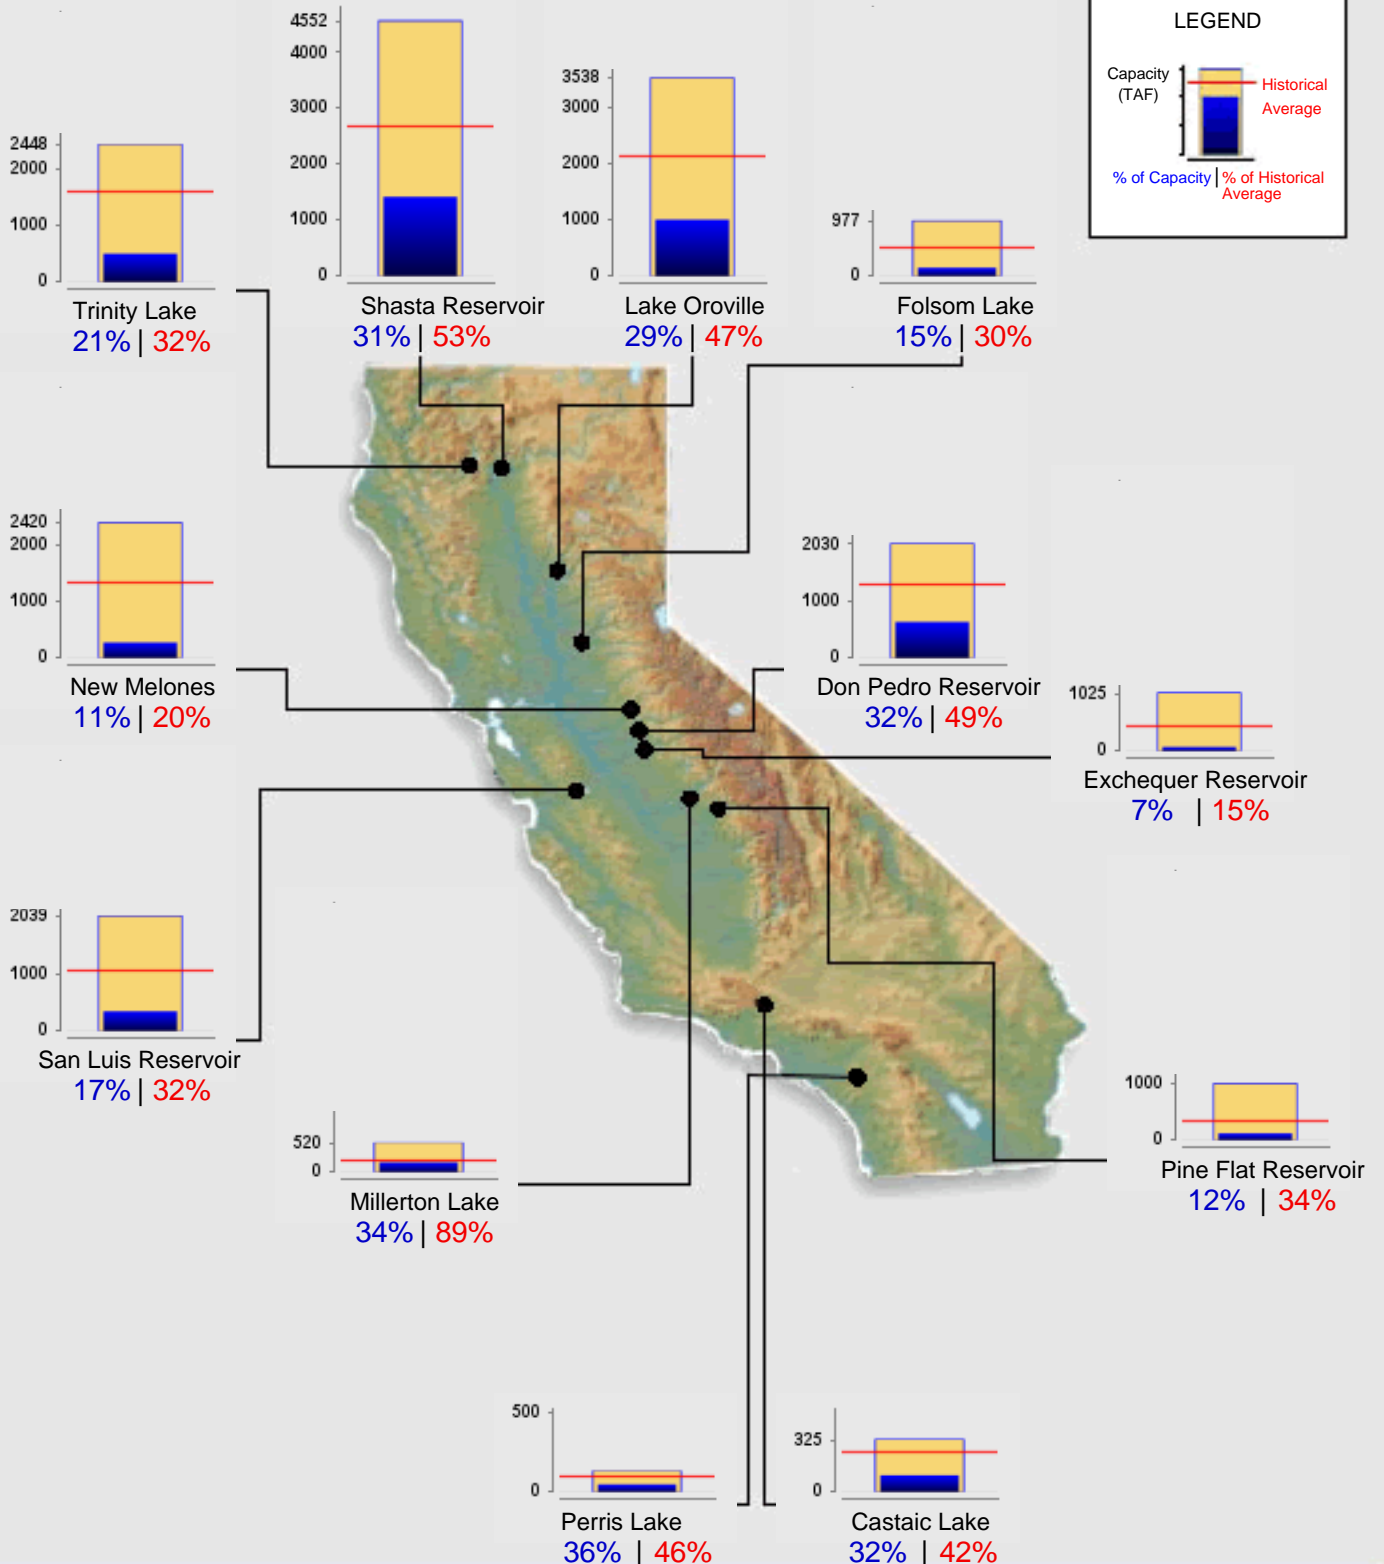 LEGEND
Capacity
(TAF)
Historical
Average
% of Capacity | % of Historical
Average
4552
4000
3000
2000
1000
0
Shasta Reservoir
31% | 53%
3538
3000
2000
1000
0
Lake Oroville
29% | 47%
2448
2000
1000
0
Trinity Lake
21% | 32%
977
0
Folsom Lake
15% | 30%
2420
2000
1000
0
New Melones
11% | 20%
2030
1000
0
Don Pedro Reservoir
32% | 49%
1025
0
Exchequer Reservoir
7% | 15%
2039
1000
0
San Luis Reservoir
17% | 32%
520
0
Millerton Lake
34% | 89%
1000
0
Pine Flat Reservoir
12% | 34%
500
0
Perris Lake
36% | 46%
325
0
Castaic Lake
32% | 42%